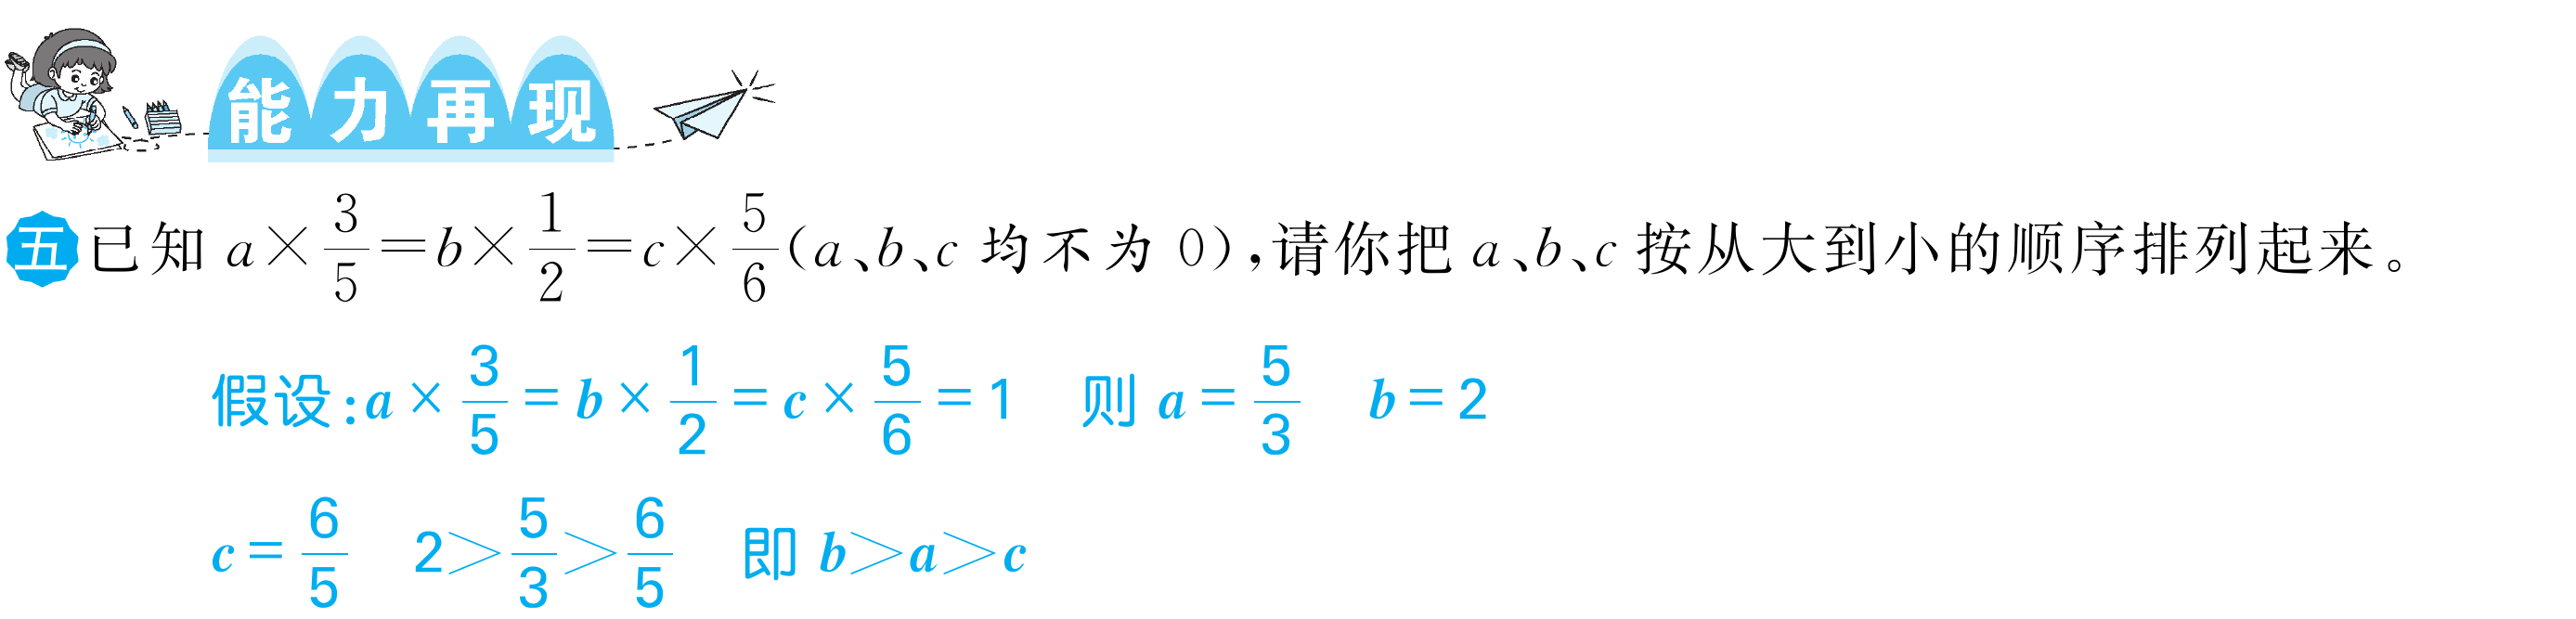 能力再现
五 已知 a×3/5=b×1/2=c×5/6(a、b、c 均不为 0),请你把 a、b、c 按从大到小的顺序排列起来。
假设:a×3/5=b×1/2=c×5/6=1 则 a=5/3 b=2
c=6/5 2>5/3>6/5 即 b>a>c